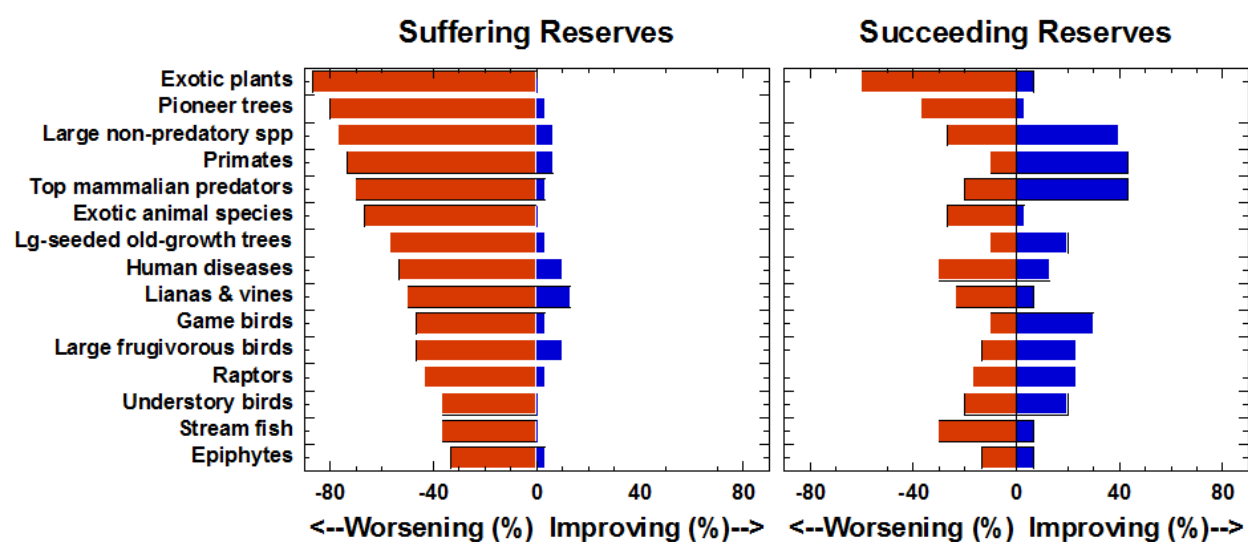 Suffering Reserves
Succeeding Reserves
Exotic plants
Pioneer trees
Large non-predatory spp
Primates
Top mammalian predators
Exotic animal species
Lg-seeded old-growth trees
Human diseases
Lianas & vines
Game birds
Large frugivorous birds
Raptors
Understory birds
Stream fish
Epiphytes
-80 -40 0 40 80
-80 -40 0 40 80
<--Worsening (%) Improving (%)-->
<--Worsening (%) Improving (%)-->